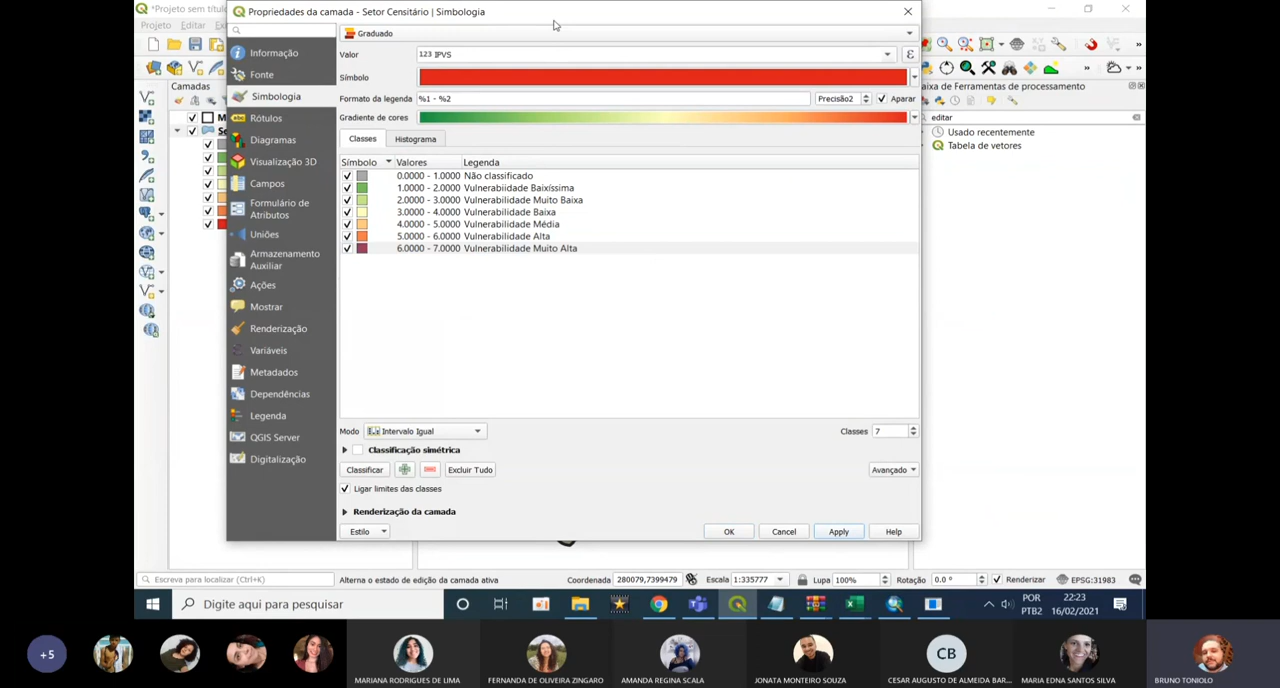 *Projeto sem títul
Propriedades da camada - Setor Censitário | Simbologia
Projeto Editar
Graduado
Informação
Valor 123 IPVS ε
Fonte
Símbolo
Camadas
Simbologia
Formato da legenda %1 - %2 Precisão2 Aparar
aixa de Ferramentas de processamento
Rótulos
Gradiente de cores
editar
Diagramas
Classes Histograma
Usado recentemente
Tabela de vetores
Visualização 3D
Símbolo Valores Legenda
Campos
0.0000 - 1.0000 Não classificado
1.0000 - 2.0000 Vulnerabiidade Baixíssima
Formulário de
Atributos
2.0000 - 3.0000 Vulnerabilidade Muito Baixa
3.0000 - 4.0000 Vulnerabilidade Baixa
4.0000 - 5.0000 Vulnerabilidade Média
Uniões
5.0000 - 6.0000 Vulnerabilidade Alta
6.0000 - 7.0000 Vulnerabilidade Muito Alta
Armazenamento
Auxiliar
Ações
Mostrar
Renderização
Variáveis
Metadados
Dependências
Legenda
QGIS Server
Digitalização
Modo Intervalo Igual Classes 7
Classificação simétrica
Classificar Excluir Tudo Avançado
Ligar limites das classes
Renderização da camada
Estilo OK Cancel Apply Help
Escreva para localizar (Ctrl+K) Alterna o estado de edição da camada ativa Coordenada 280079,7399479 Escala 1:335777 Lupa 100% Rotação 0.0 ° Renderizar EPSG:31983
Digite aqui para pesquisar
POR
PTB2
22:23
16/02/2021
+5
CB
MARIANA RODRIGUES DE LIMA
FERNANDA DE OLIVEIRA ZINGARO
AMANDA REGINA SCALA
JONATA MONTEIRO SOUZA
CESAR AUGUSTO DE ALMEIDA BAR...
MARIA EDNA SANTOS SILVA
BRUNO TONIOLO